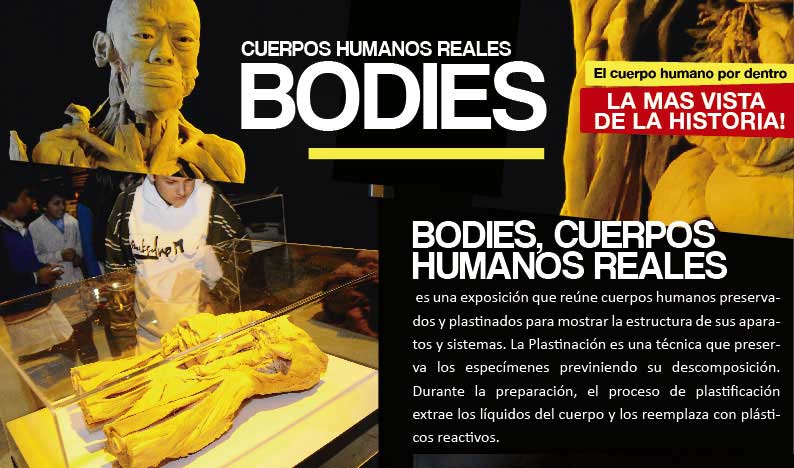 CUERPOS HUMANOS REALES
BODIES
El cuerpo humano por dentro
LA MAS VISTA
DE LA HISTORIA!
BODIES, CUERPOS
HUMANOS REALES
es una exposición que reúne cuerpos humanos preserva-
dos y plastinados para mostrar la estructura de sus apara-
tos y sistemas. La Plastinación es una técnica que preser-
va los especímenes previniendo su descomposición.
Durante la preparación, el proceso de plastificación
extrae los líquidos del cuerpo y los reemplaza con plásti-
cos reactivos.